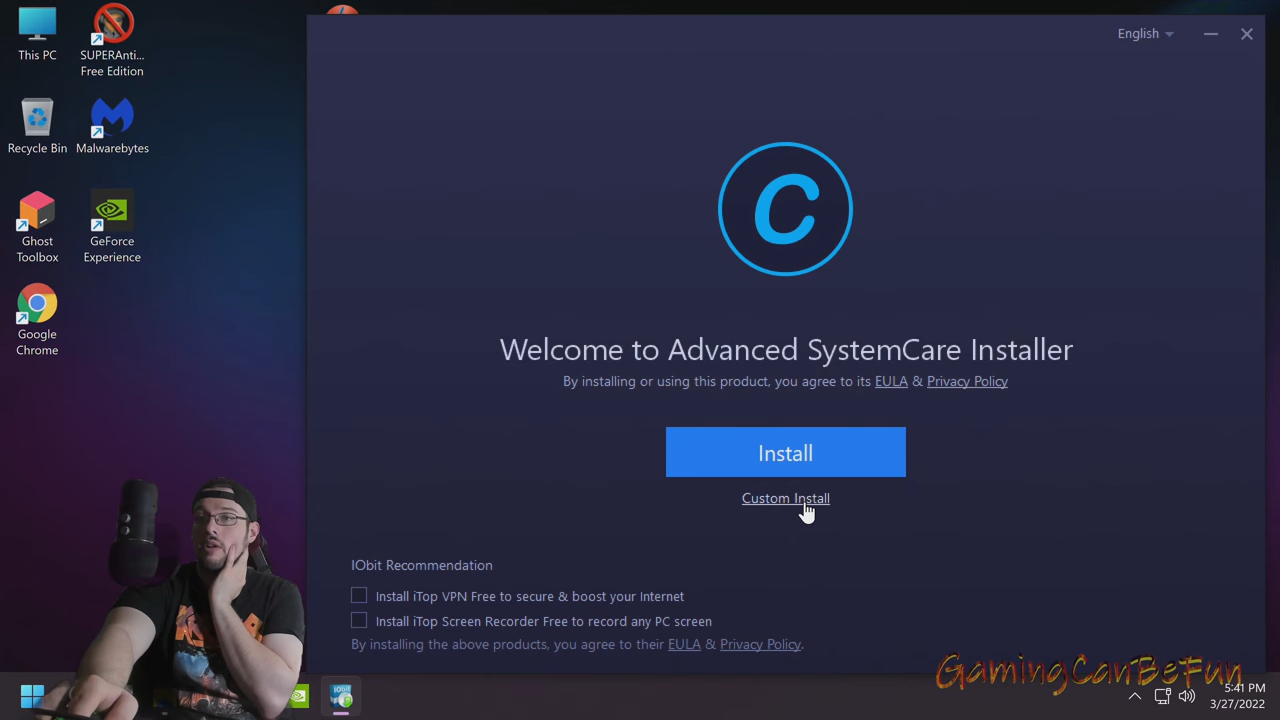 This PC
SUPERAnti...
Free Edition
Recycle Bin
Malwarebytes
Ghost
Toolbox
GeForce
Experience
Google
Chrome
English
C
Welcome to Advanced SystemCare Installer
By installing or using this product, you agree to its EULA & Privacy Policy
Install
Custom Install
IObit Recommendation
Install iTop VPN Free to secure & boost your Internet
Install iTop Screen Recorder Free to record any PC screen
By installing the above products, you agree to their EULA & Privacy Policy.
GamingCanBeFun
IObit
5:41 PM
3/27/2022